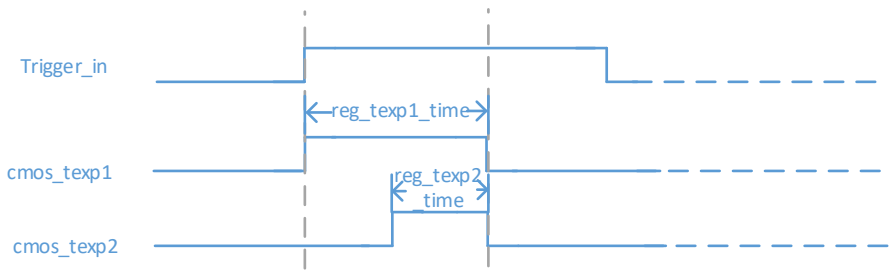 Trigger_in
reg_texp1_time
cmos_texp1
reg_texp2
_time
cmos_texp2